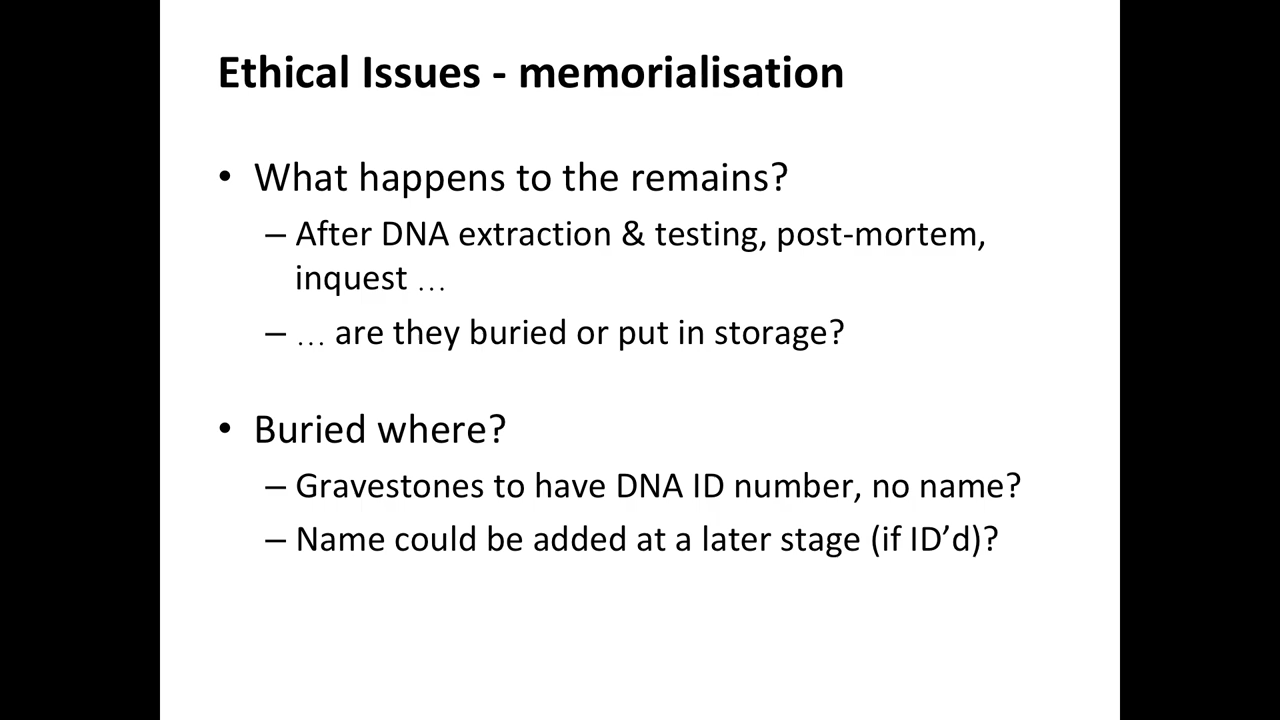 Ethical Issues - memorialisation
• What happens to the remains?
– After DNA extraction & testing, post-mortem,
inquest …
– … are they buried or put in storage?
• Buried where?
– Gravestones to have DNA ID number, no name?
– Name could be added at a later stage (if ID’d)?